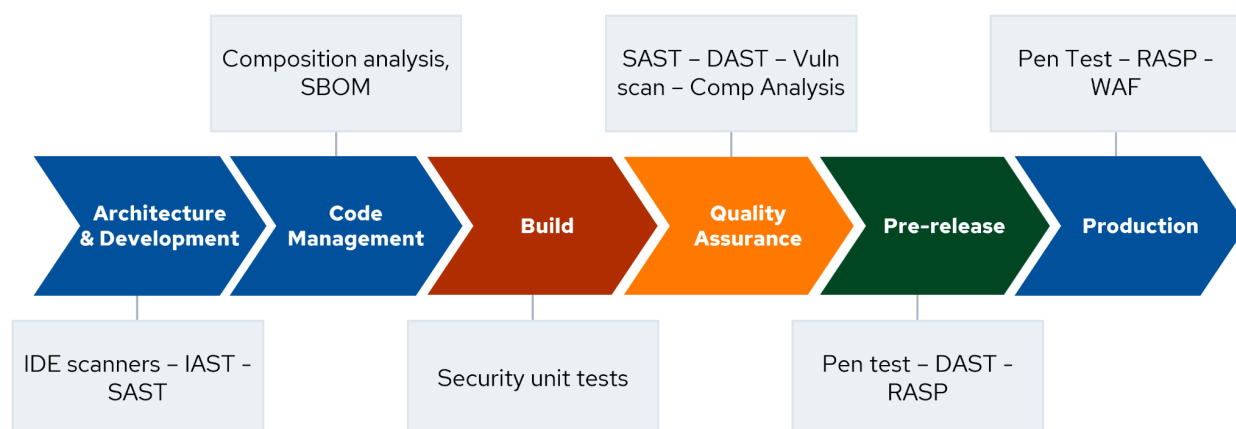 Composition analysis,
SBOM
SAST – DAST – Vuln
scan – Comp Analysis
Pen Test – RASP -
WAF
Architecture
& Development
Code
Management
Build
Quality
Assurance
Pre-release
Production
IDE scanners – IAST -
SAST
Security unit tests
Pen test – DAST -
RASP